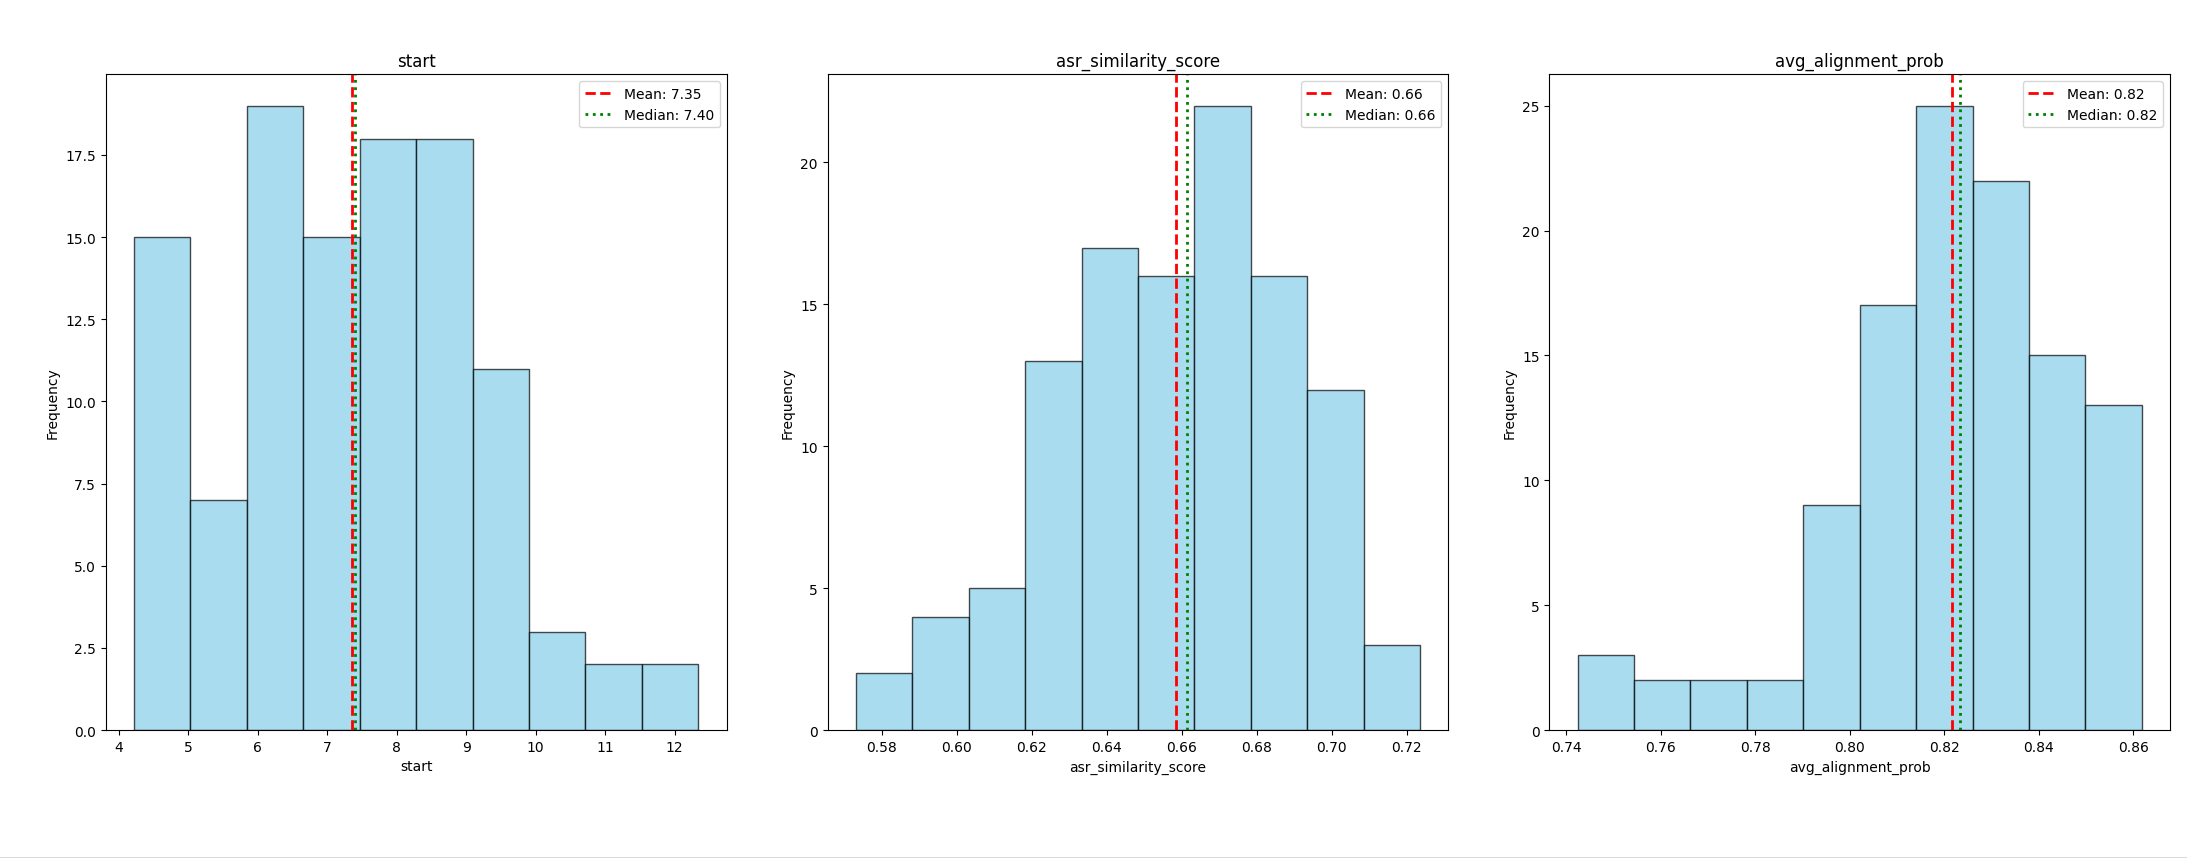 start
Mean: 7.35
Median: 7.40
17.5
15.0
12.5
10.0
7.5
5.0
2.5
0.0
Frequency
4 5 6 7 8 9 10 11 12
start
asr_similarity_score
Mean: 0.66
Median: 0.66
20
15
10
5
0
Frequency
0.58 0.60 0.62 0.64 0.66 0.68 0.70 0.72
asr_similarity_score
avg_alignment_prob
Mean: 0.82
Median: 0.82
25
20
15
10
5
0
Frequency
0.74 0.76 0.78 0.80 0.82 0.84 0.86
avg_alignment_prob